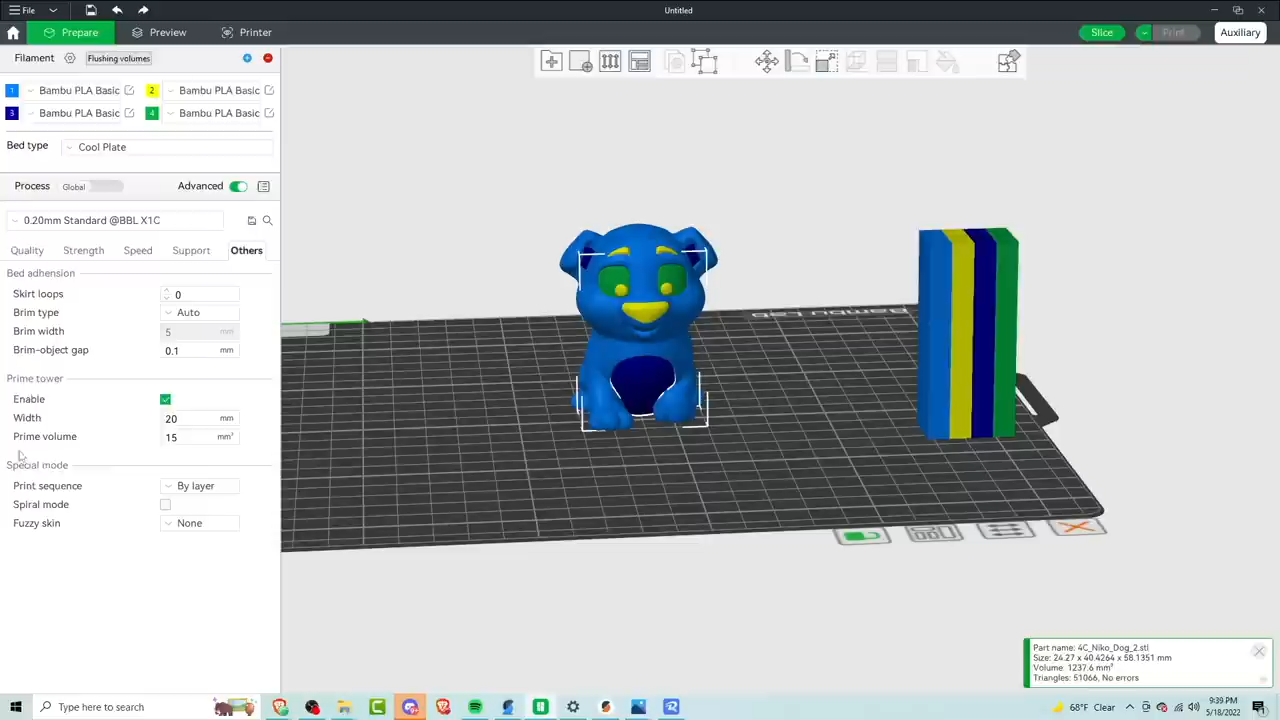 File
Untitled
Prepare
Preview
Printer
Slice
Print
Auxiliary
Filament
Flushing volumes
1 Bambu PLA Basic
2 Bambu PLA Basic
3 Bambu PLA Basic
4 Bambu PLA Basic
Bed type
Cool Plate
Process
Global
Advanced
0.20mm Standard @BBL X1C
Quality
Strength
Speed
Support
Others
Bed adhension
Skirt loops 0
Brim type Auto
Brim width 5 mm
Brim-object gap 0.1 mm
Prime tower
Enable
Width 20 mm
Prime volume 15 mm³
Special mode
Print sequence By layer
Spiral mode
Fuzzy skin None
Bambu Lab
Part name: 4C_Niko_Dog_2.stl
Size: 24.27 x 40.4264 x 58.1351 mm
Volume: 1237.6 mm³
Triangles: 51066, No errors
Type here to search
68°F Clear
9:39 PM
5/18/2022